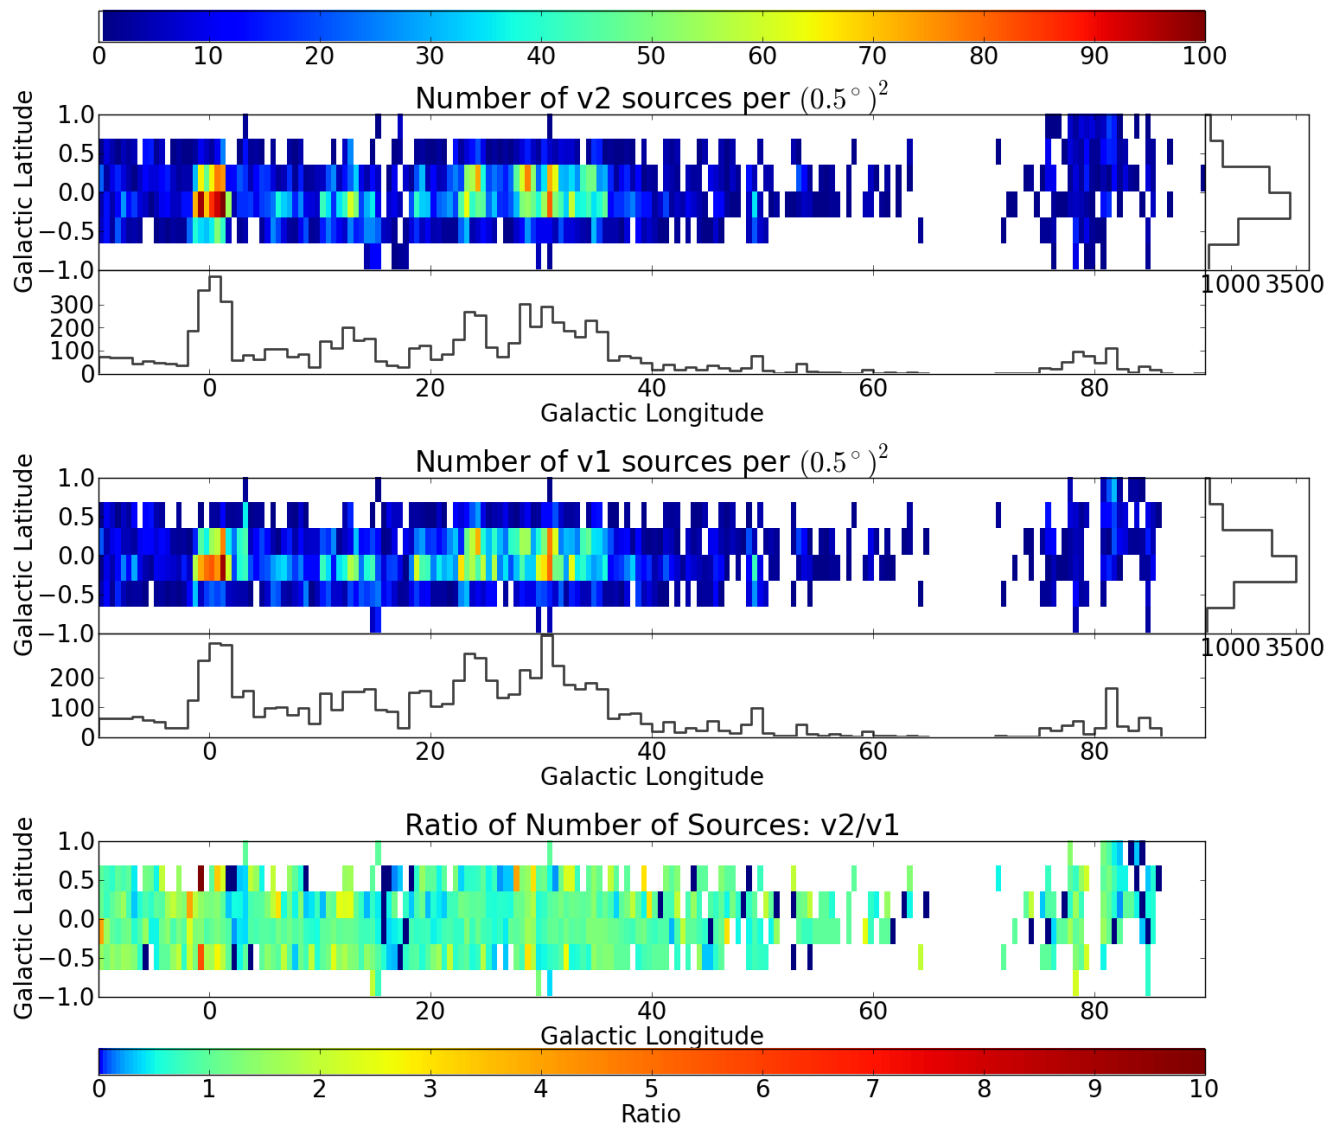 0 10 20 30 40 50 60 70 80 90 100
Number of v2 sources per (0.5°)²
Galactic Latitude
1.0
0.5
0.0
−0.5
−1.0
1000 3500
300
200
100
0
0 20 40 60 80
Galactic Longitude
Number of v1 sources per (0.5°)²
Galactic Latitude
1.0
0.5
0.0
−0.5
−1.0
1000 3500
200
100
0
0 20 40 60 80
Galactic Longitude
Ratio of Number of Sources: v2/v1
Galactic Latitude
1.0
0.5
0.0
−0.5
−1.0
0 20 40 60 80
Galactic Longitude
0 1 2 3 4 5 6 7 8 9 10
Ratio